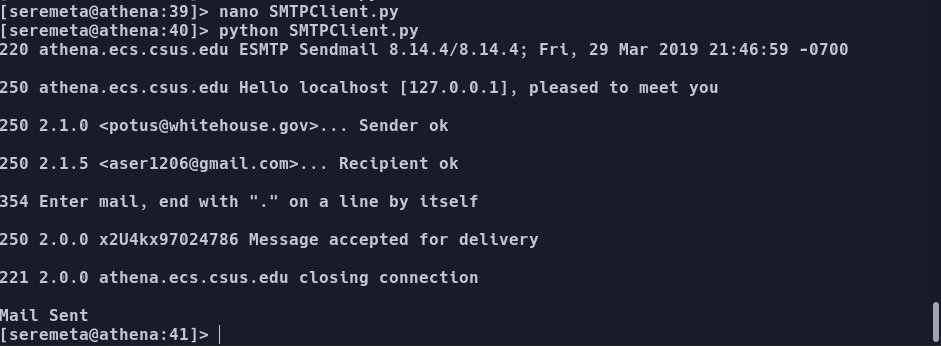 [seremeta@athena:39]> nano SMTPClient.py
[seremeta@athena:40]> python SMTPClient.py
220 athena.ecs.csus.edu ESMTP Sendmail 8.14.4/8.14.4; Fri, 29 Mar 2019 21:46:59 -0700
250 athena.ecs.csus.edu Hello localhost [127.0.0.1], pleased to meet you
250 2.1.0 <potus@whitehouse.gov>... Sender ok
250 2.1.5 <aser1206@gmail.com>... Recipient ok
354 Enter mail, end with "." on a line by itself
250 2.0.0 x2U4kx97024786 Message accepted for delivery
221 2.0.0 athena.ecs.csus.edu closing connection
Mail Sent
[seremeta@athena:41]>